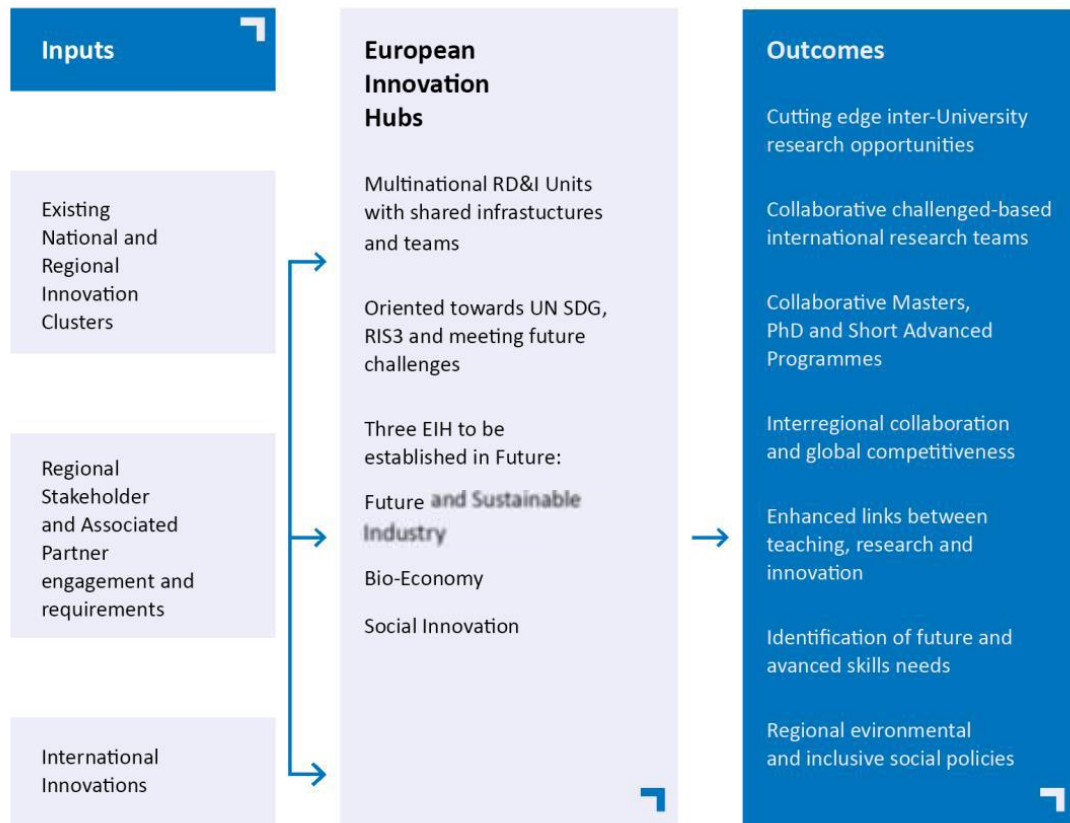 Inputs
Existing
National and
Regional
Innovation
Clusters
Regional
Stakeholder
and Associated
Partner
engagement and
requirements
International
Innovations
European
Innovation
Hubs
Multinational RD&I Units
with shared infrastuctures
and teams
Oriented towards UN SDG,
RIS3 and meeting future
challenges
Three EIH to be
established in Future:
Future and Sustainable
Industry
Bio-Economy
Social Innovation
Outcomes
Cutting edge inter-University
research opportunities
Collaborative challenged-based
international research teams
Collaborative Masters,
PhD and Short Advanced
Programmes
Interregional collaboration
and global competitiveness
Enhanced links between
teaching, research and
innovation
Identification of future and
avanced skills needs
Regional evironmental
and inclusive social policies